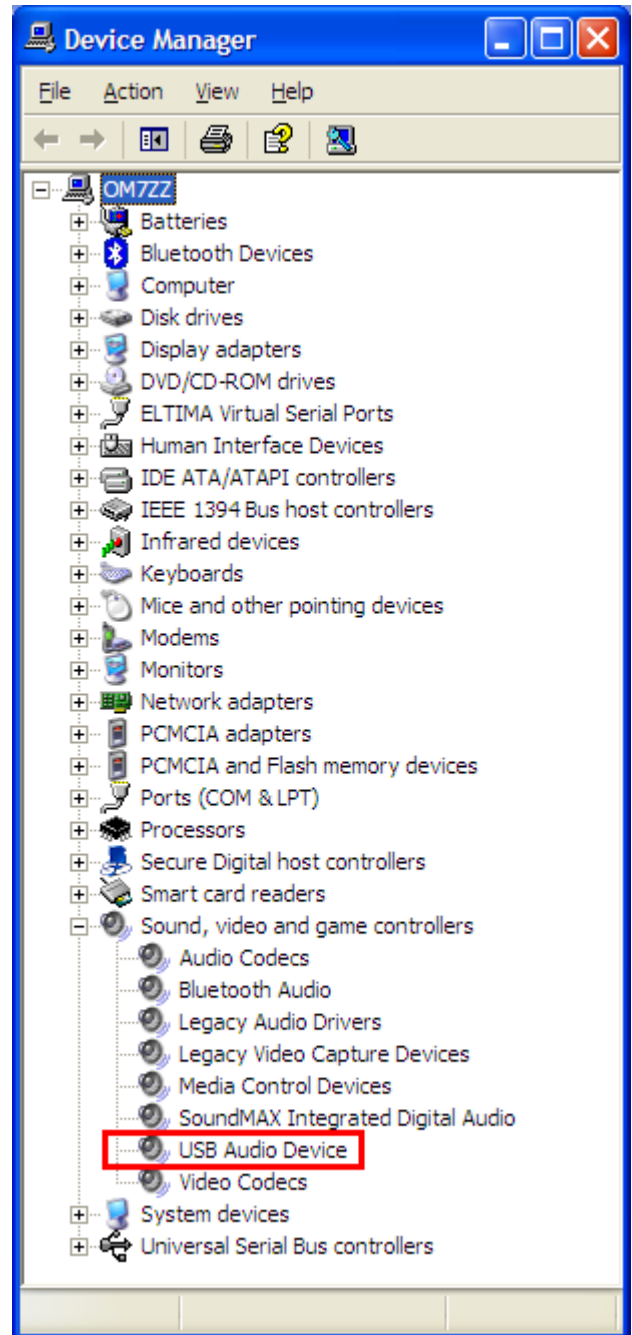 Device Manager
File Action View Help
OM7ZZ
Batteries
Bluetooth Devices
Computer
Disk drives
Display adapters
DVD/CD-ROM drives
ELTIMA Virtual Serial Ports
Human Interface Devices
IDE ATA/ATAPI controllers
IEEE 1394 Bus host controllers
Infrared devices
Keyboards
Mice and other pointing devices
Modems
Monitors
Network adapters
PCMCIA adapters
PCMCIA and Flash memory devices
Ports (COM & LPT)
Processors
Secure Digital host controllers
Smart card readers
Sound, video and game controllers
Audio Codecs
Bluetooth Audio
Legacy Audio Drivers
Legacy Video Capture Devices
Media Control Devices
SoundMAX Integrated Digital Audio
USB Audio Device
Video Codecs
System devices
Universal Serial Bus controllers